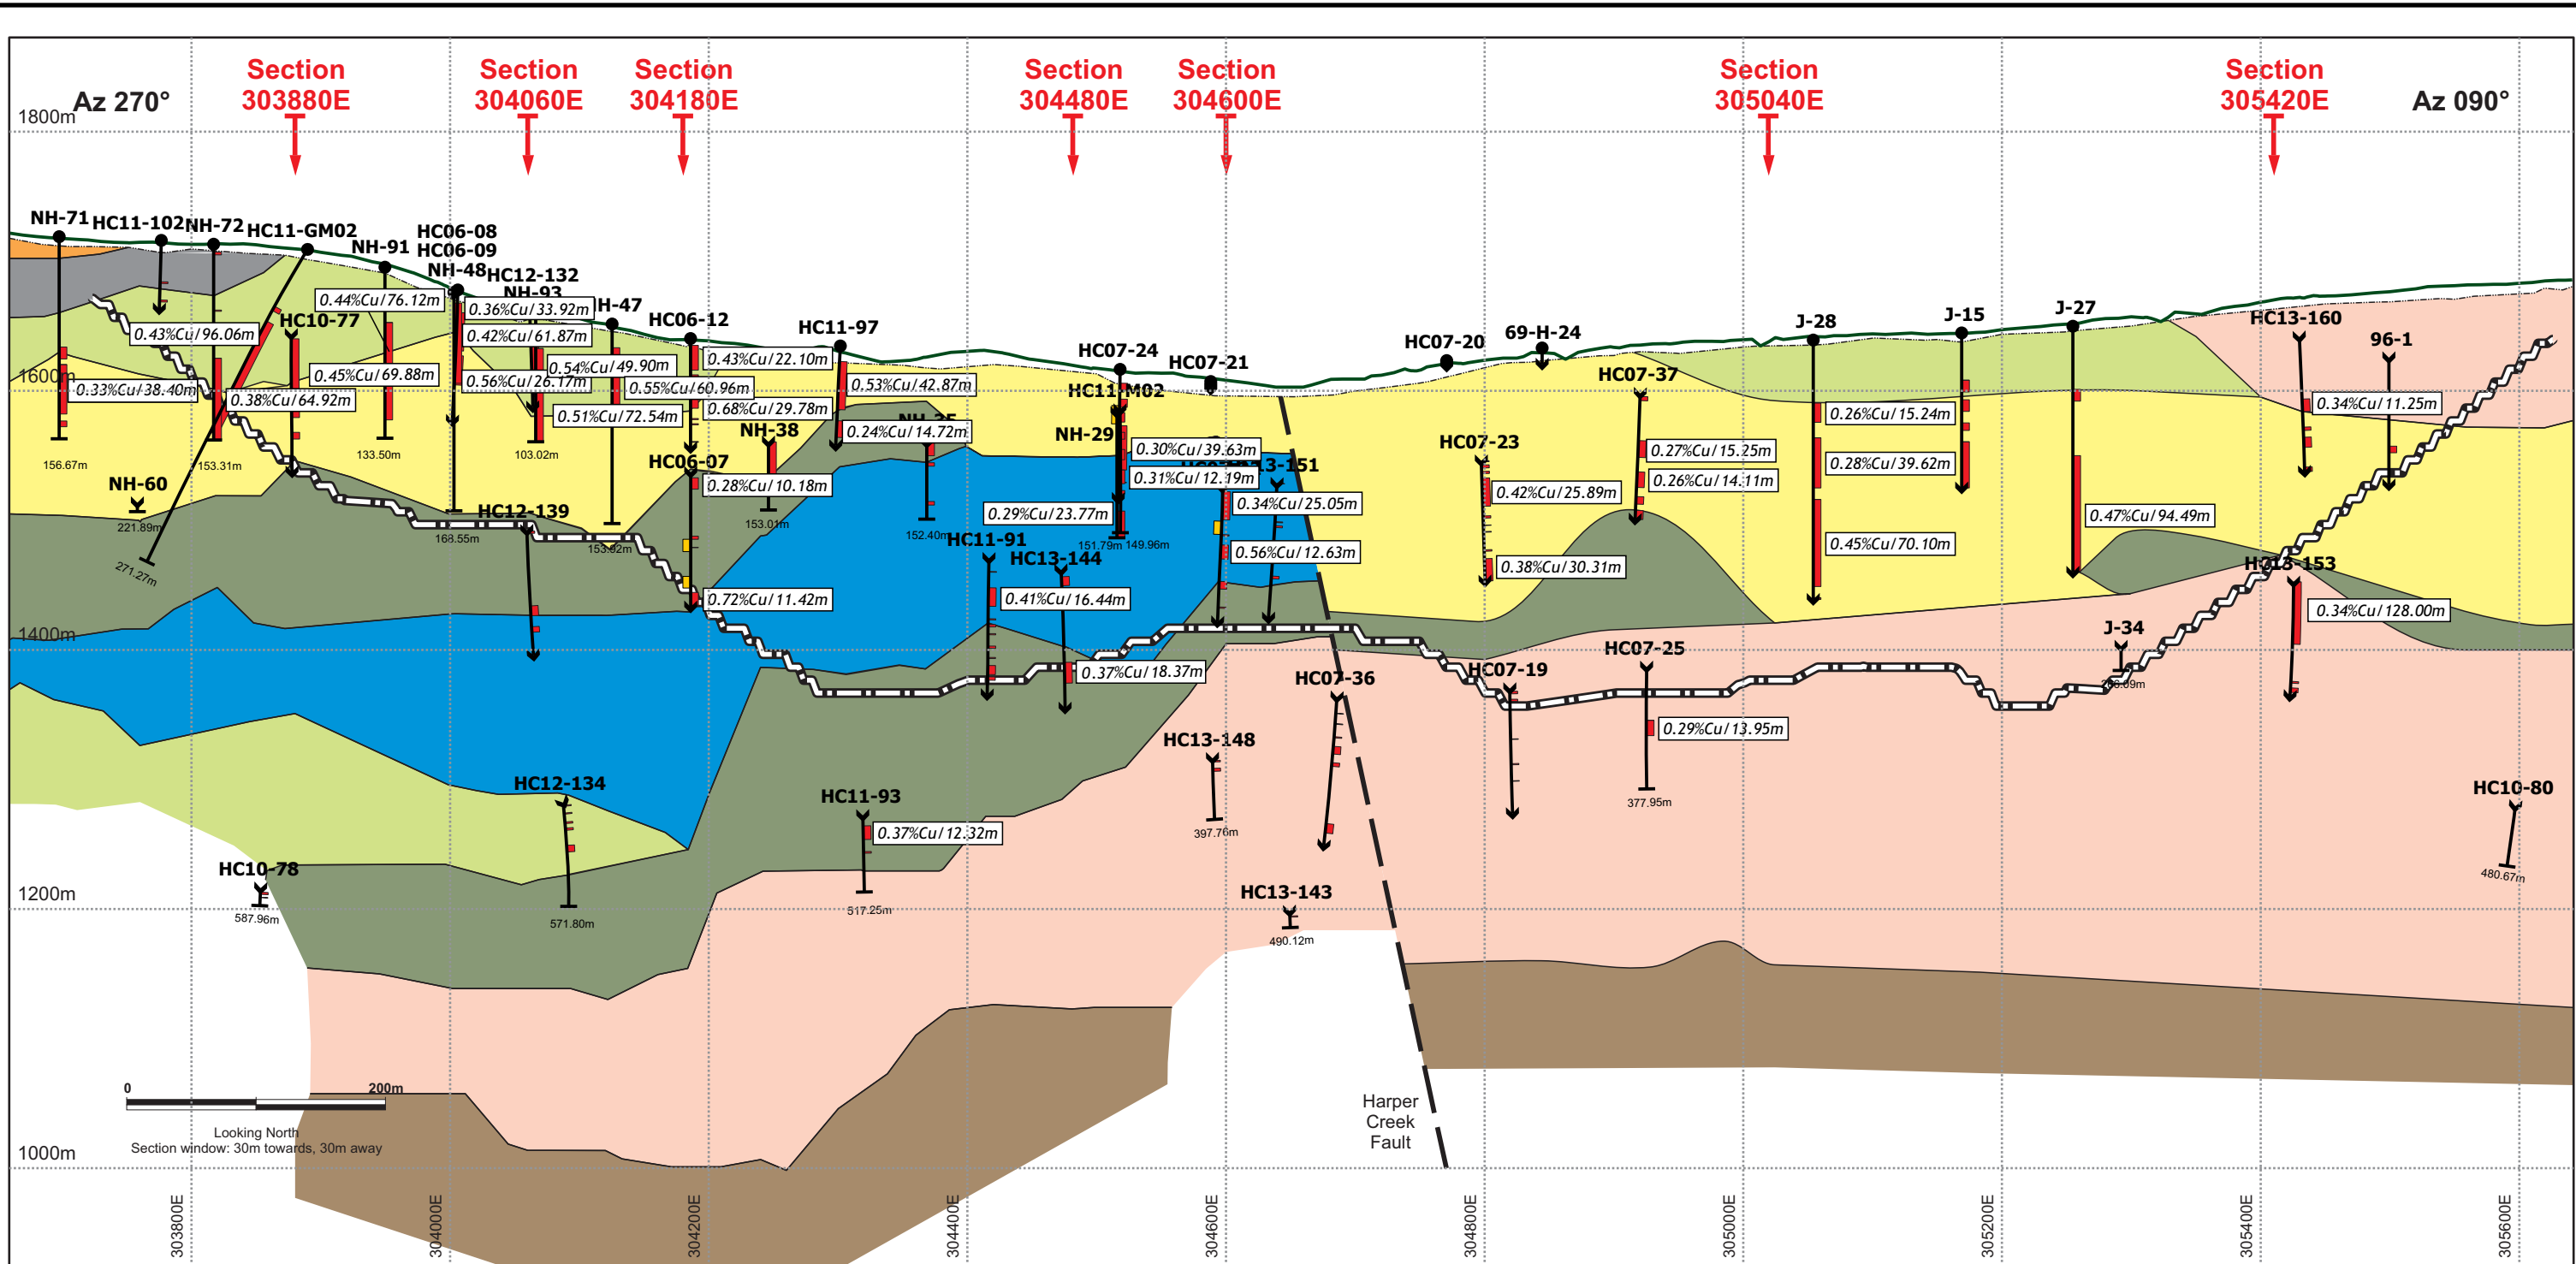 Section
303880E
Section
304060E
Section
304180E
Section
304480E
Section
304600E
Section
305040E
Section
305420E
Az 270°
Az 090°
1800m
1600m
1400m
1200m
1000m
NH-71
HC11-102
NH-72
HC11-GM02
NH-91
HC06-08
HC06-09
NH-48
HC12-132
NH-93
NH-47
HC06-12
HC11-97
HC07-24
HC07-21
HC07-20
69-H-24
J-28
J-15
J-27
HC13-160
96-1
HC10-77
HC07-37
HC07-23
NH-29
NH-38
NH-60
HC06-07
HC12-139
HC11-91
HC13-144
HC13-153
J-34
HC07-25
HC07-19
HC07-36
HC13-148
HC12-134
HC11-93
HC10-78
HC13-143
HC10-80
0.44%Cu/76.12m
0.36%Cu/33.92m
0.43%Cu/96.06m
0.42%Cu/61.87m
0.43%Cu/22.10m
0.54%Cu/49.90m
0.45%Cu/69.88m
0.56%Cu/26.17m
0.55%Cu/60.96m
0.53%Cu/42.87m
0.33%Cu/38.40m
0.38%Cu/64.92m
0.51%Cu/72.54m
0.68%Cu/29.78m
0.24%Cu/14.72m
0.28%Cu/10.18m
0.30%Cu/39.63m
0.31%Cu/12.19m
0.34%Cu/25.05m
0.29%Cu/23.77m
0.56%Cu/12.63m
0.72%Cu/11.42m
0.41%Cu/16.44m
0.37%Cu/18.37m
0.37%Cu/12.32m
0.42%Cu/25.89m
0.38%Cu/30.31m
0.27%Cu/15.25m
0.26%Cu/14.11m
0.26%Cu/15.24m
0.28%Cu/39.62m
0.45%Cu/70.10m
0.47%Cu/94.49m
0.34%Cu/11.25m
0.34%Cu/128.00m
0.29%Cu/13.95m
156.67m
153.31m
133.50m
103.02m
221.89m
271.27m
168.55m
153.92m
153.01m
152.40m
151.79m
149.96m
377.95m
397.76m
587.96m
571.80m
517.25m
490.12m
480.67m
Harper
Creek
Fault
0
200m
Looking North
Section window: 30m towards, 30m away
303800E
304000E
304200E
304400E
304600E
304800E
305000E
305200E
305400E
305600E